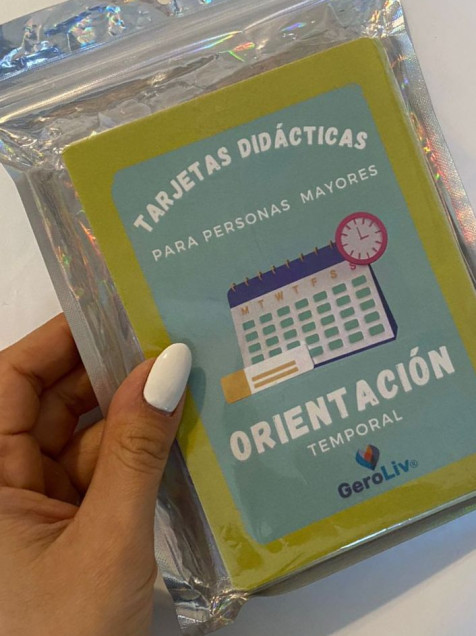 TARJETAS DIDÁCTICAS
PARA PERSONAS MAYORES
M T W T F S S
ORIENTACIÓN
TEMPORAL
GeroLiv®